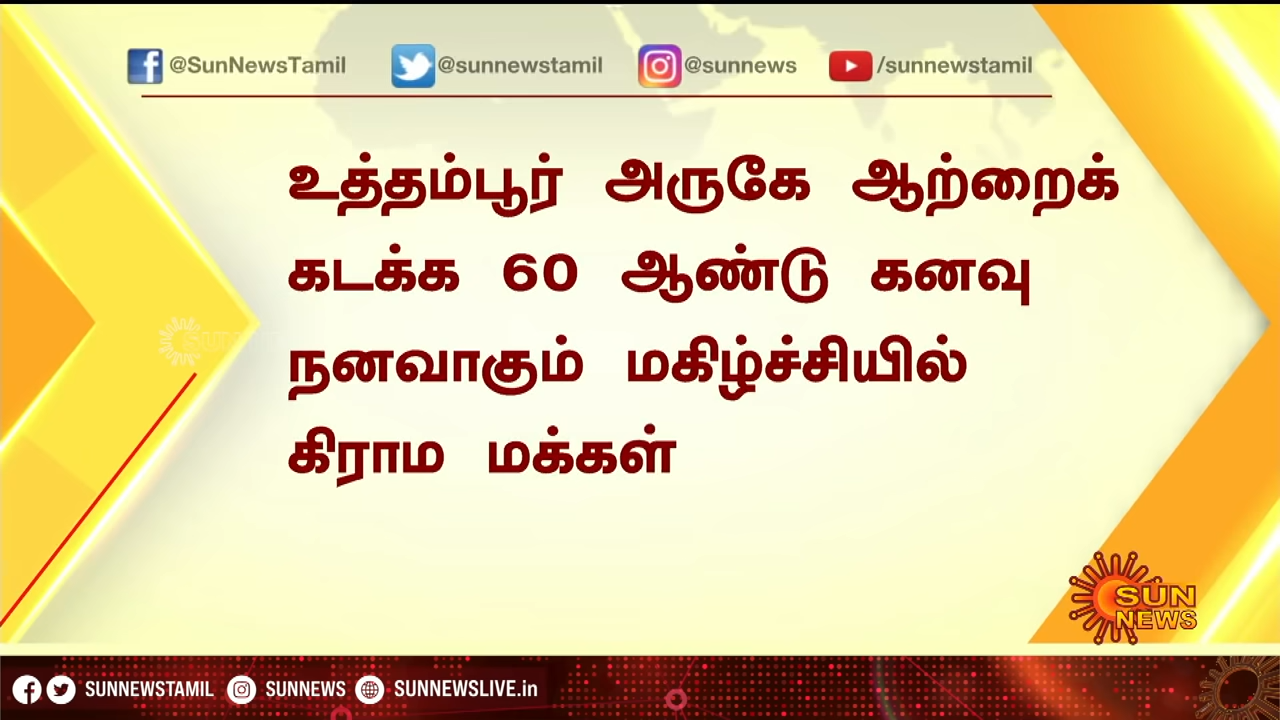 @SunNewsTamil @sunnewstamil @sunnews /sunnewstamil
உத்தம்பூர் அருகே ஆற்றைக்
கடக்க 60 ஆண்டு கனவு
நனவாகும் மகிழ்ச்சியில்
கிராம மக்கள்
SUN
NEWS
SUNNEWSTAMIL SUNNEWS SUNNEWSLIVE.in